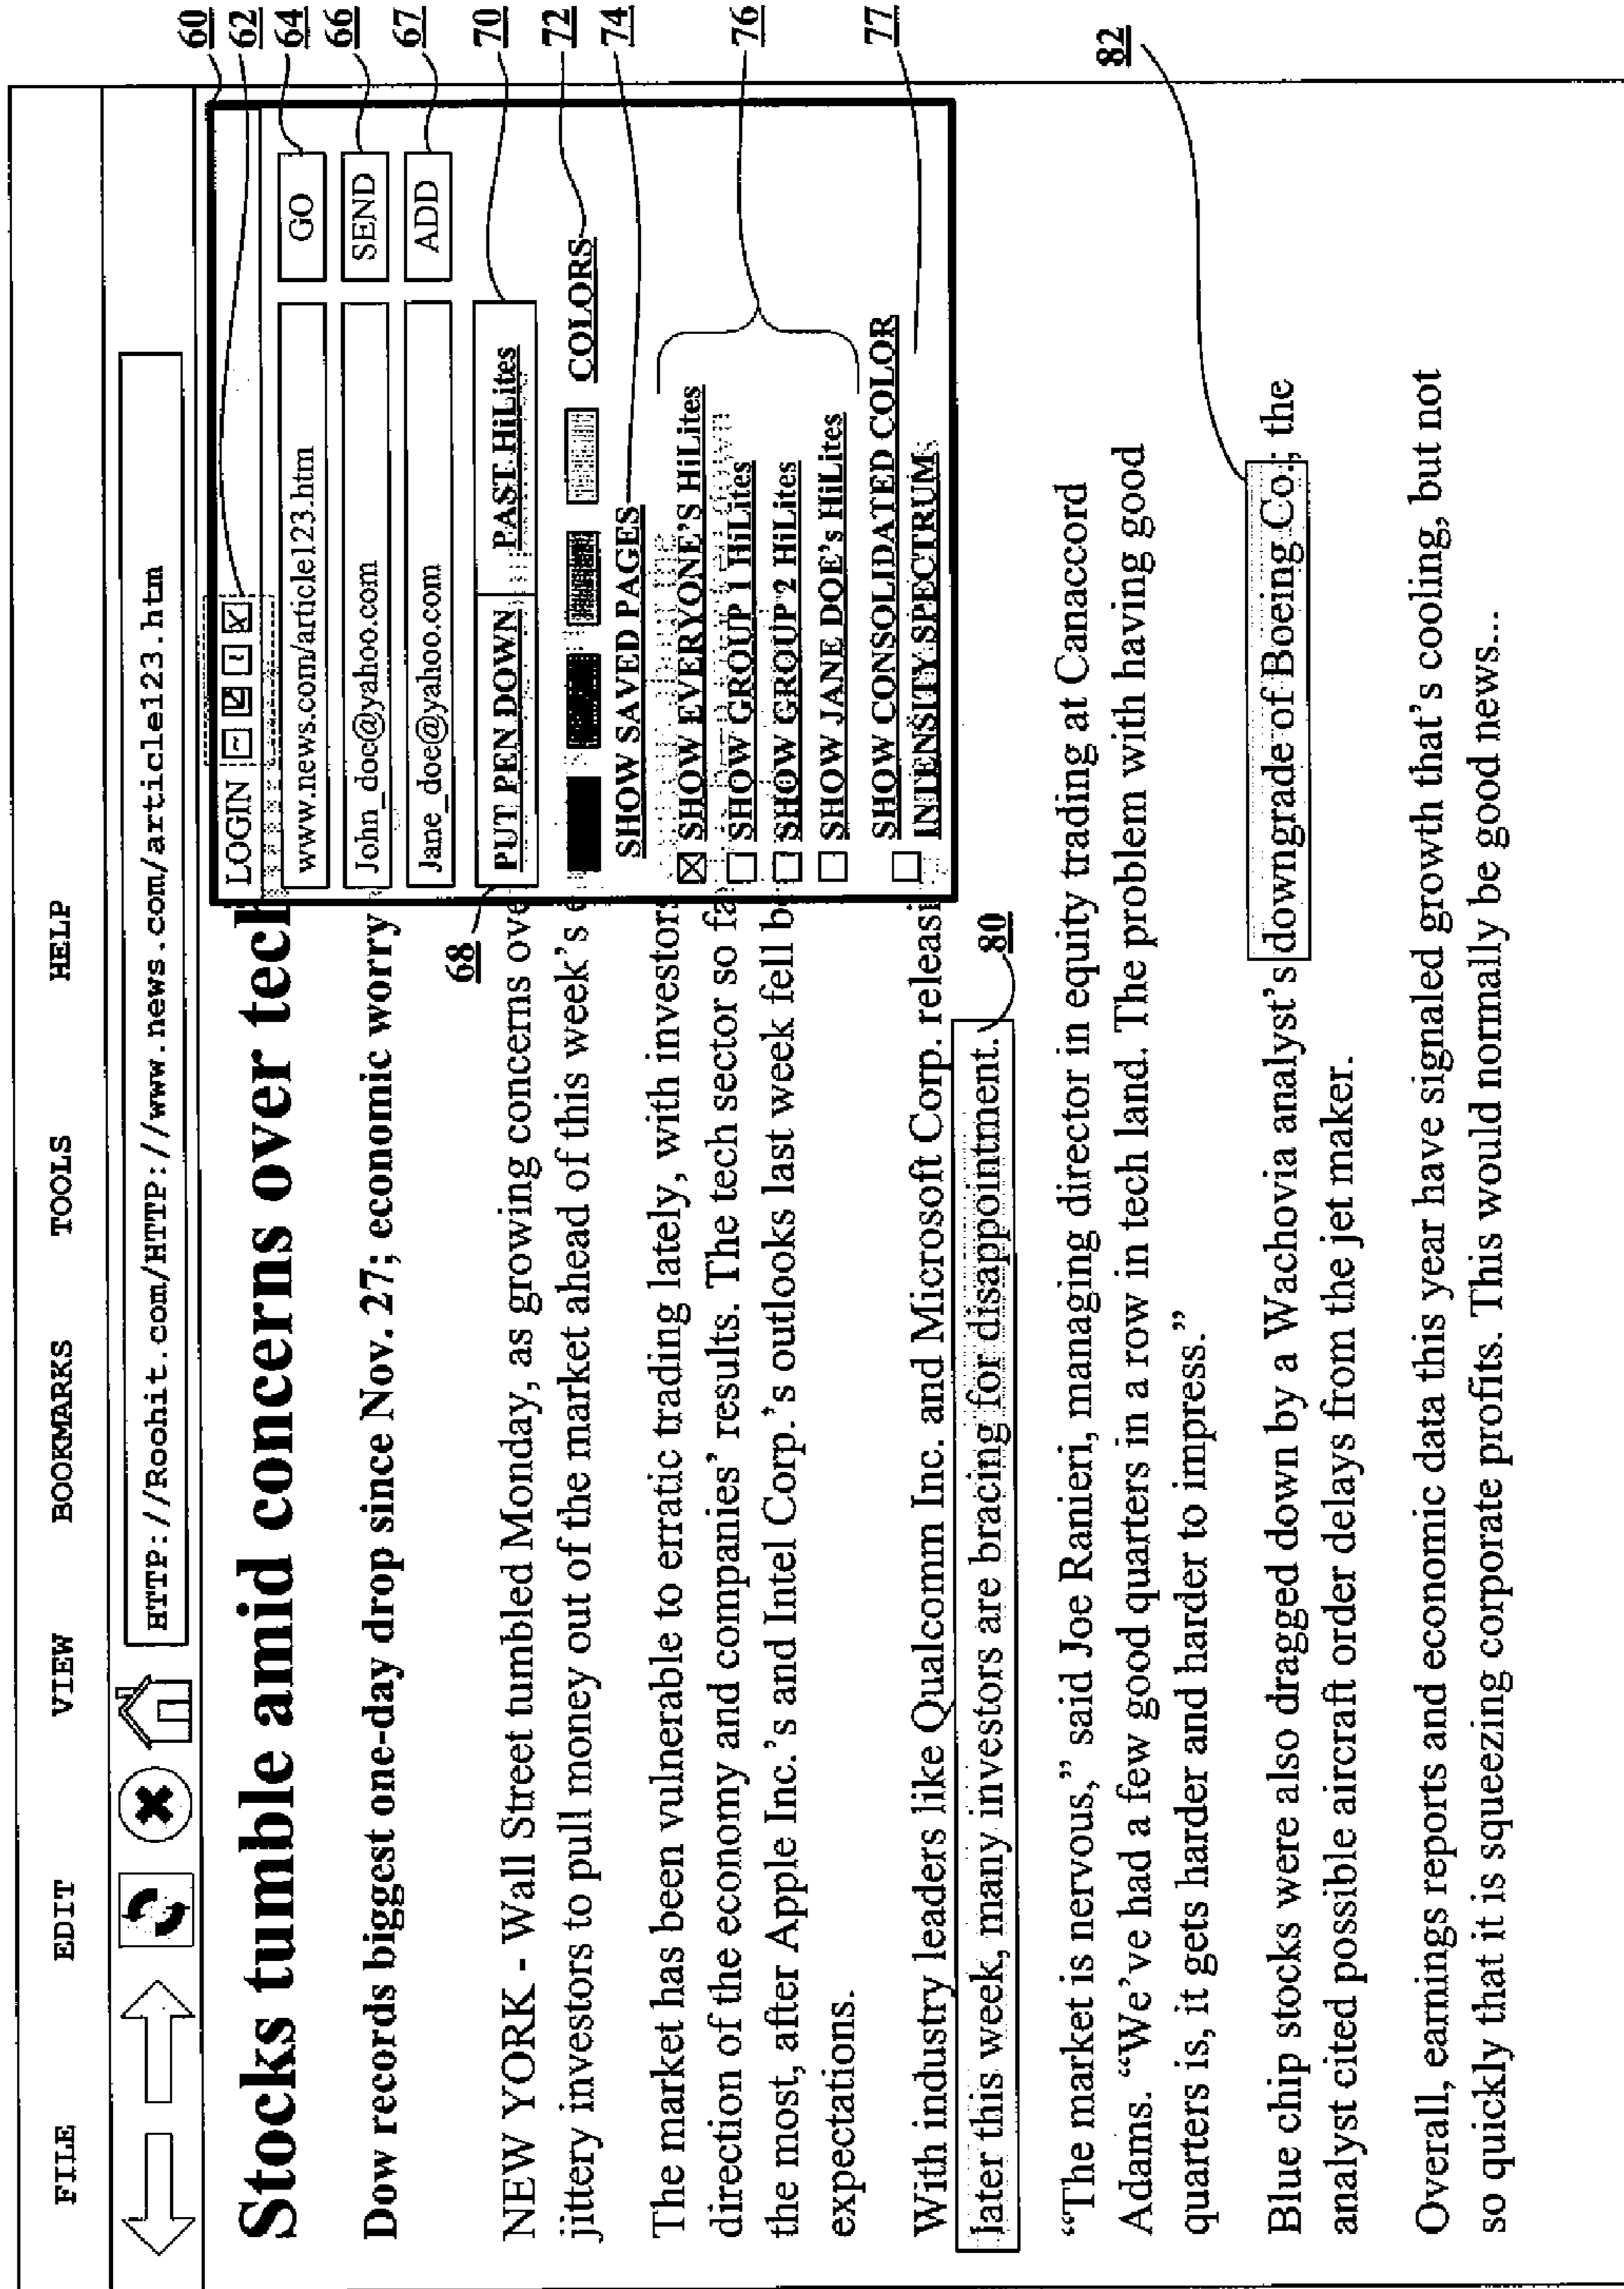 FILE EDIT VIEW BOOKMARKS TOOLS HELP
HTTP://Roohit.com/HTTP://www.news.com/article123.htm
Stocks tumble amid concerns over tech
Dow records biggest one-day drop since Nov. 27; economic worry
NEW YORK - Wall Street tumbled Monday, as growing concerns ove
jittery investors to pull money out of the market ahead of this week's e
The market has been vulnerable to erratic trading lately, with investors
direction of the economy and companies' results. The tech sector so fa
the most, after Apple Inc.'s and Intel Corp.'s outlooks last week fell be
expectations.
With industry leaders like Qualcomm Inc. and Microsoft Corp. releasi
later this week, many investors are bracing for disappointment.
"The market is nervous," said Joe Ranieri, managing director in equity trading at Canaccord
Adams. "We've had a few good quarters in a row in tech land. The problem with having good
quarters is, it gets harder and harder to impress."
Blue chip stocks were also dragged down by a Wachovia analyst's downgrade of Boeing Co.; the
analyst cited possible aircraft order delays from the jet maker.
Overall, earnings reports and economic data this year have signaled growth that's cooling, but not
so quickly that it is squeezing corporate profits. This would normally be good news...
LOGIN
www.news.com/article123.htm GO
John_doe@yahoo.com SEND
Jane_doe@yahoo.com ADD
PUT PEN DOWN PAST HiLites
COLORS
SHOW SAVED PAGES
SHOW EVERYONE'S HiLites
SHOW GROUP 1 HiLites
SHOW GROUP 2 HiLites
SHOW JANE DOE's HiLites
SHOW CONSOLIDATED COLOR
INTENSITY SPECTRUM
60
62
64
66
67
68
70
72
74
76
77
80
82